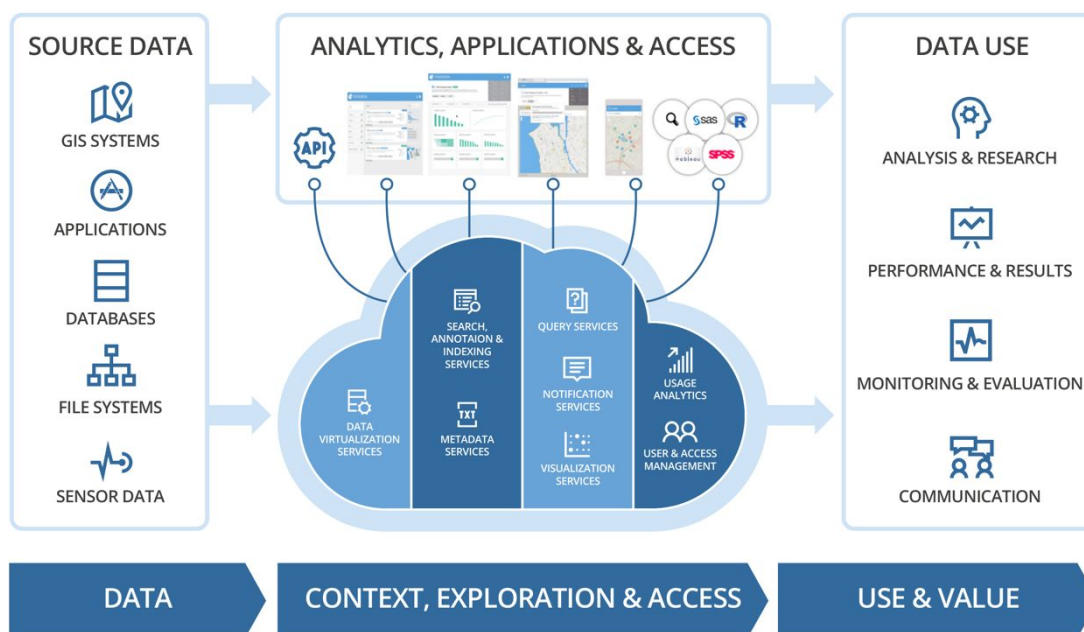 SOURCE DATA
GIS SYSTEMS
APPLICATIONS
DATABASES
FILE SYSTEMS
SENSOR DATA
ANALYTICS, APPLICATIONS & ACCESS
API
sas
R
tableau
SPSS
DATA
VIRTUALIZATION
SERVICES
SEARCH,
ANNOTAION &
INDEXING
SERVICES
TXT
METADATA
SERVICES
QUERY SERVICES
NOTIFICATION
SERVICES
VISUALIZATION
SERVICES
USAGE
ANALYTICS
USER & ACCESS
MANAGEMENT
DATA USE
ANALYSIS & RESEARCH
PERFORMANCE & RESULTS
MONITORING & EVALUATION
COMMUNICATION
DATA
CONTEXT, EXPLORATION & ACCESS
USE & VALUE